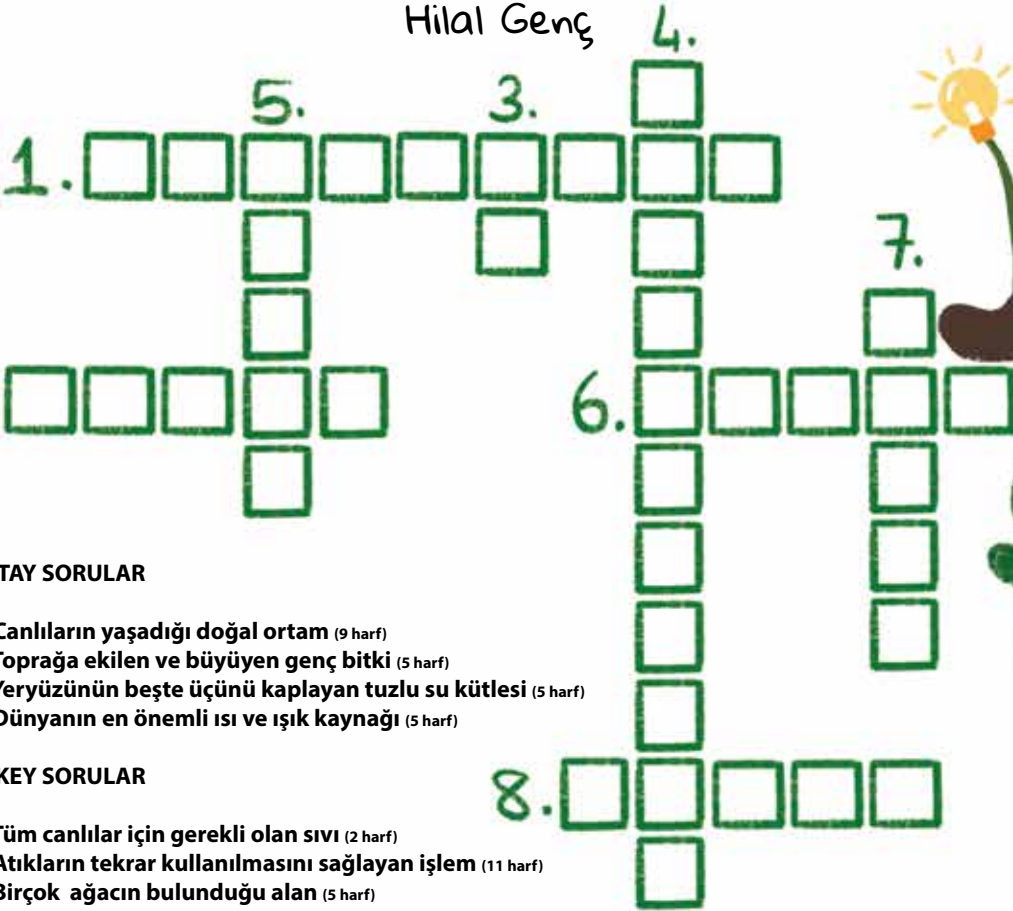 Hilal Genç
4.
5.
3.
1.
7.
6.
8.
TAY SORULAR
Canlıların yaşadığı doğal ortam (9 harf)
Toprağa ekilen ve büyüyen genç bitki (5 harf)
Yeryüzünün beşte üçünü kaplayan tuzlu su kütlesi (5 harf)
Dünyanın en önemli ısı ve ışık kaynağı (5 harf)
KEY SORULAR
Tüm canlılar için gerekli olan sıvı (2 harf)
Atıkların tekrar kullanılmasını sağlayan işlem (11 harf)
Birçok ağacın bulunduğu alan (5 harf)